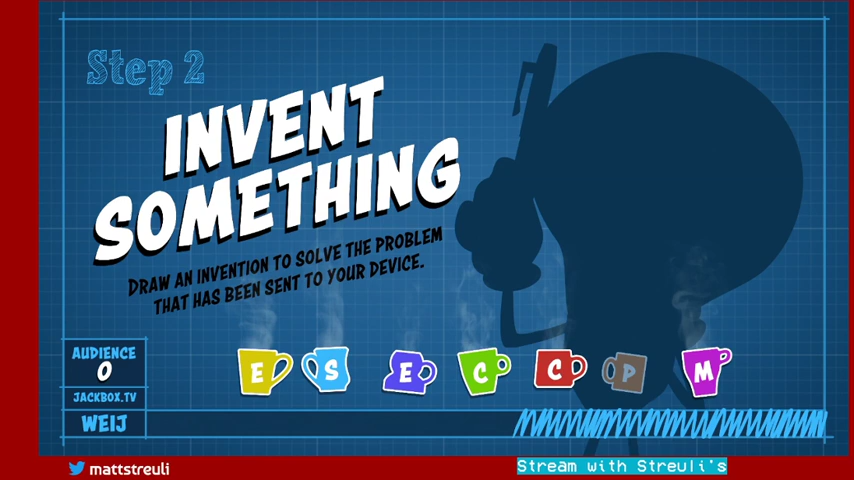 Step 2
INVENT
SOMETHING
DRAW AN INVENTION TO SOLVE THE PROBLEM
THAT HAS BEEN SENT TO YOUR DEVICE.
AUDIENCE
0
JACKBOX.TV
WEIJ
E S E C C P M
mattstreuli
Stream with Streuli's